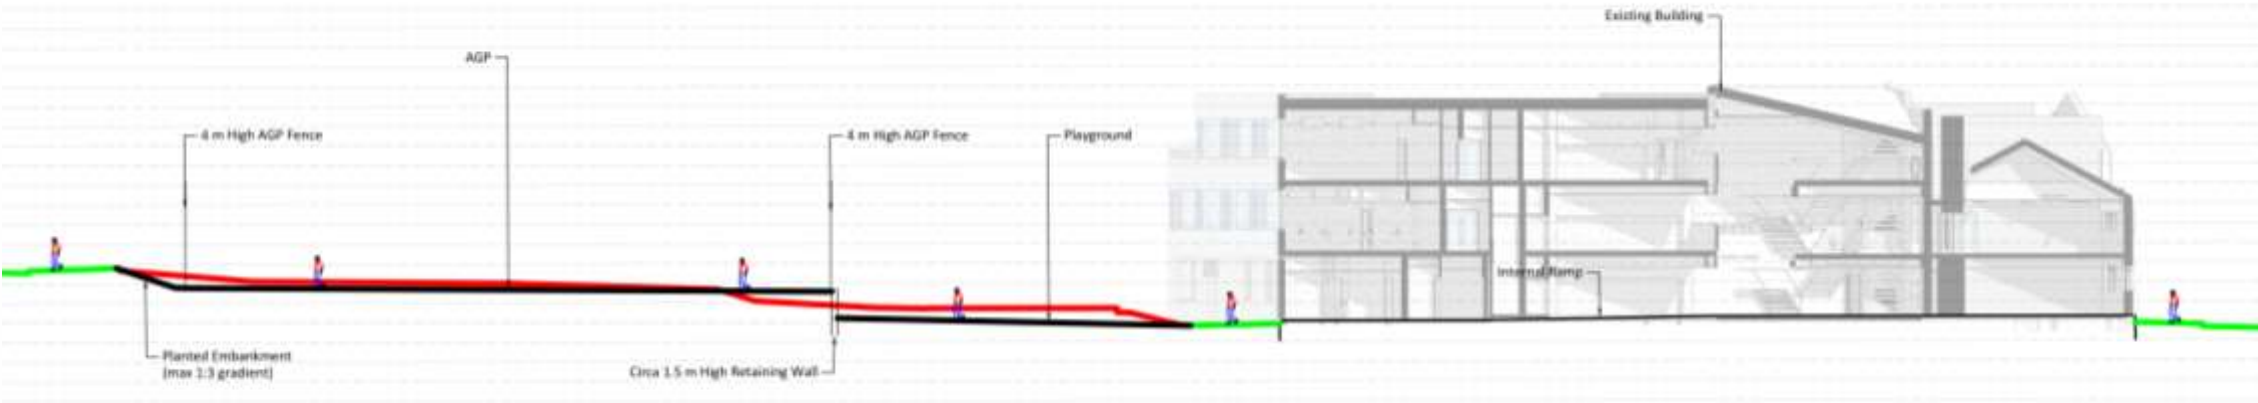 Existing Building
AGP
4 m High AGP Fence
4 m High AGP Fence
Playground
Internal Ramp
Planted Embankment
(max 1:3 gradient)
Circa 1.5 m High Retaining Wall